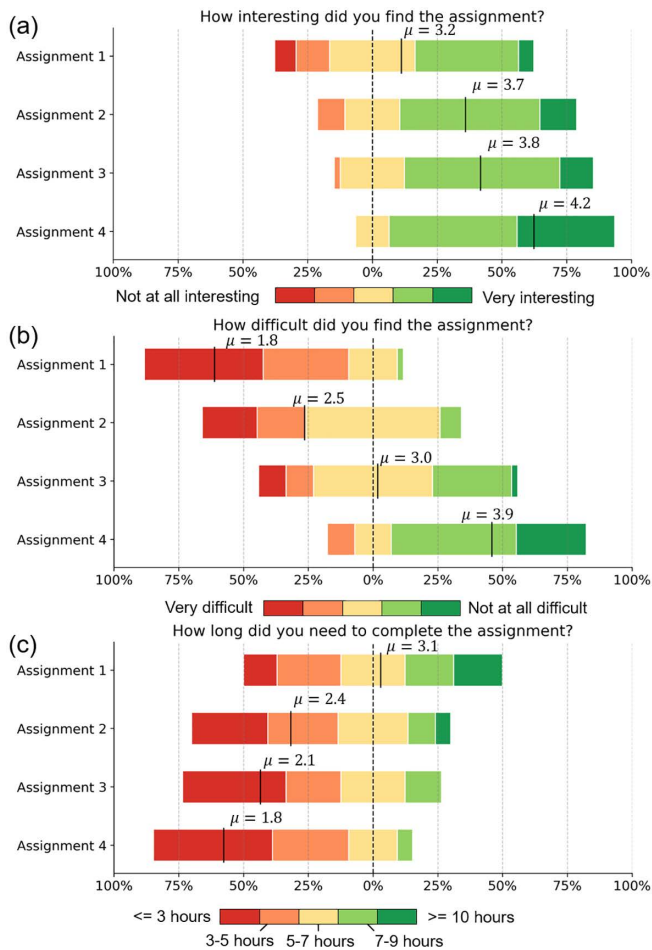 (a)
How interesting did you find the assignment?
μ = 3.2
Assignment 1
μ = 3.7
Assignment 2
μ = 3.8
Assignment 3
μ = 4.2
Assignment 4
100% 75% 50% 25% 0% 25% 50% 75% 100%
Not at all interesting Very interesting
(b)
How difficult did you find the assignment?
μ = 1.8
Assignment 1
μ = 2.5
Assignment 2
μ = 3.0
Assignment 3
μ = 3.9
Assignment 4
100% 75% 50% 25% 0% 25% 50% 75% 100%
Very difficult Not at all difficult
(c)
How long did you need to complete the assignment?
μ = 3.1
Assignment 1
μ = 2.4
Assignment 2
μ = 2.1
Assignment 3
μ = 1.8
Assignment 4
100% 75% 50% 25% 0% 25% 50% 75% 100%
<= 3 hours >= 10 hours
3-5 hours 5-7 hours 7-9 hours